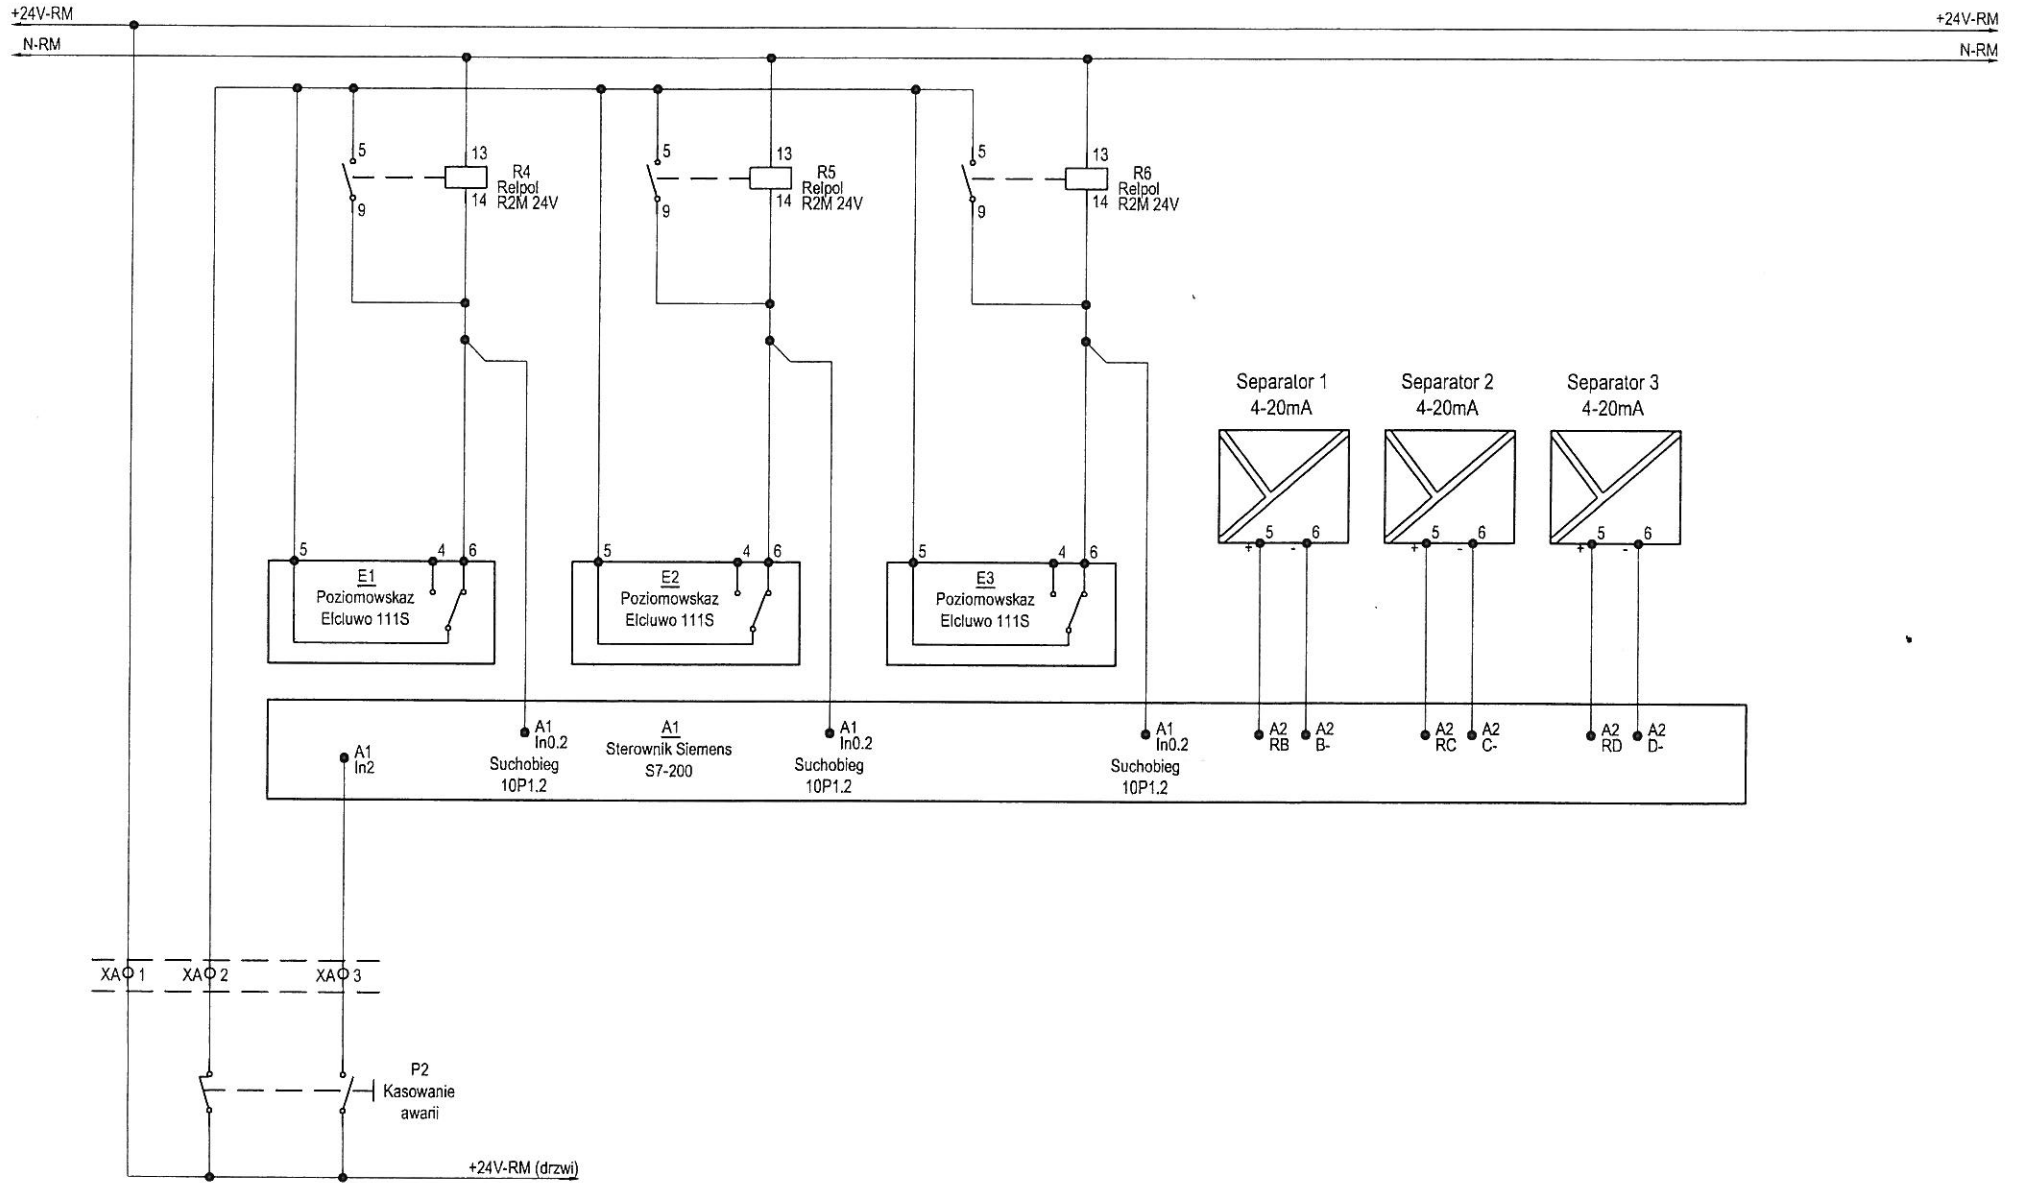 +24V-RM
+24V-RM
N-RM
N-RM
5
13
R4
Relpol
R2M 24V
14
9
5
13
R5
Relpol
R2M 24V
14
9
5
13
R6
Relpol
R2M 24V
14
9
Separator 1
4-20mA
Separator 2
4-20mA
Separator 3
4-20mA
5
6
+
-
5
6
+
-
5
6
+
-
5
4
6
E1
Poziomowskaz
Elcluwo 111S
5
4
6
E2
Poziomowskaz
Elcluwo 111S
5
4
6
E3
Poziomowskaz
Elcluwo 111S
A1
In2
A1
In0.2
Suchobieg
10P1.2
A1
Sterownik Siemens
S7-200
A1
In0.2
Suchobieg
10P1.2
A1
In0.2
Suchobieg
10P1.2
A2
RB
A2
B-
A2
RC
A2
C-
A2
RD
A2
D-
XA 1
XA 2
XA 3
P2
Kasowanie
awarii
+24V-RM (drzwi)